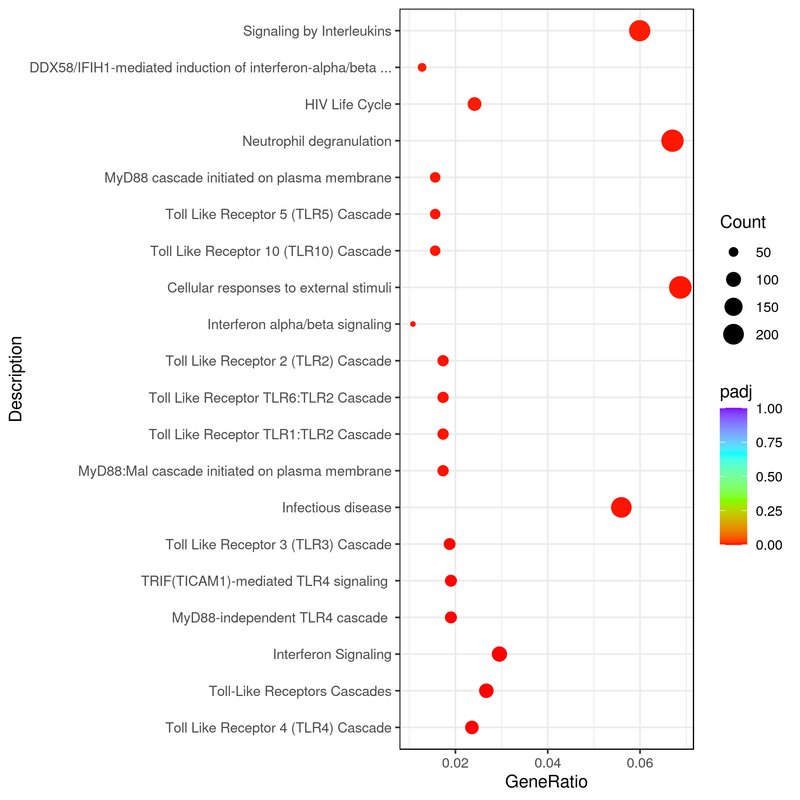 Signaling by Interleukins
DDX58/IFIH1-mediated induction of interferon-alpha/beta ...
HIV Life Cycle
Neutrophil degranulation
MyD88 cascade initiated on plasma membrane
Toll Like Receptor 5 (TLR5) Cascade
Toll Like Receptor 10 (TLR10) Cascade
Cellular responses to external stimuli
Interferon alpha/beta signaling
Toll Like Receptor 2 (TLR2) Cascade
Toll Like Receptor TLR6:TLR2 Cascade
Toll Like Receptor TLR1:TLR2 Cascade
MyD88:Mal cascade initiated on plasma membrane
Infectious disease
Toll Like Receptor 3 (TLR3) Cascade
TRIF(TICAM1)-mediated TLR4 signaling
MyD88-independent TLR4 cascade
Interferon Signaling
Toll-Like Receptors Cascades
Toll Like Receptor 4 (TLR4) Cascade
Description
0.02 0.04 0.06
GeneRatio
Count
50
100
150
200
padj
1.00
0.75
0.50
0.25
0.00